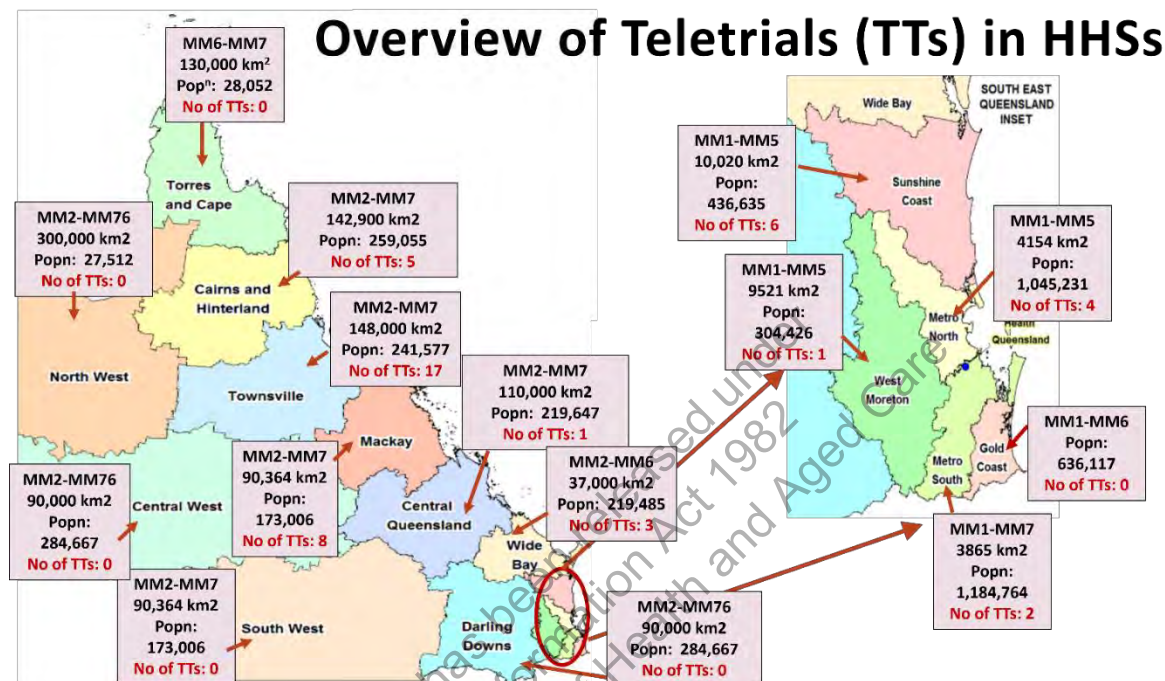 Overview of Teletrials (TTs) in HHSs
MM6-MM7
130,000 km²
Popⁿ: 28,052
No of TTs: 0
Torres
and Cape
MM2-MM76
300,000 km2
Popn: 27,512
No of TTs: 0
MM2-MM7
142,900 km2
Popn: 259,055
No of TTs: 5
Cairns and
Hinterland
North West
MM2-MM7
148,000 km2
Popn: 241,577
No of TTs: 17
Townsville
MM2-MM7
110,000 km2
Popn: 219,647
No of TTs: 1
Mackay
MM2-MM7
90,364 km2
Popn:
173,006
No of TTs: 8
MM2-MM76
90,000 km2
Popn:
284,667
No of TTs: 0
Central West
Central
Queensland
MM2-MM6
37,000 km2
Popn: 219,485
No of TTs: 3
Wide
Bay
MM2-MM7
90,364 km2
Popn:
173,006
No of TTs: 0
South West
Darling
Downs
MM2-MM76
90,000 km2
Popn: 284,667
No of TTs: 0
SOUTH EAST
QUEENSLAND
INSET
Wide Bay
MM1-MM5
10,020 km2
Popn:
436,635
No of TTs: 6
Sunshine
Coast
MM1-MM5
4154 km2
Popn:
1,045,231
No of TTs: 4
MM1-MM5
9521 km2
Popn:
304,426
No of TTs: 1
Metro
North
Health
Queensland
West
Moreton
MM1-MM6
Popn:
636,117
No of TTs: 0
Gold
Coast
Metro
South
MM1-MM7
3865 km2
Popn:
1,184,764
No of TTs: 2
has been released under
Information Act 1982
Health and Aged Care